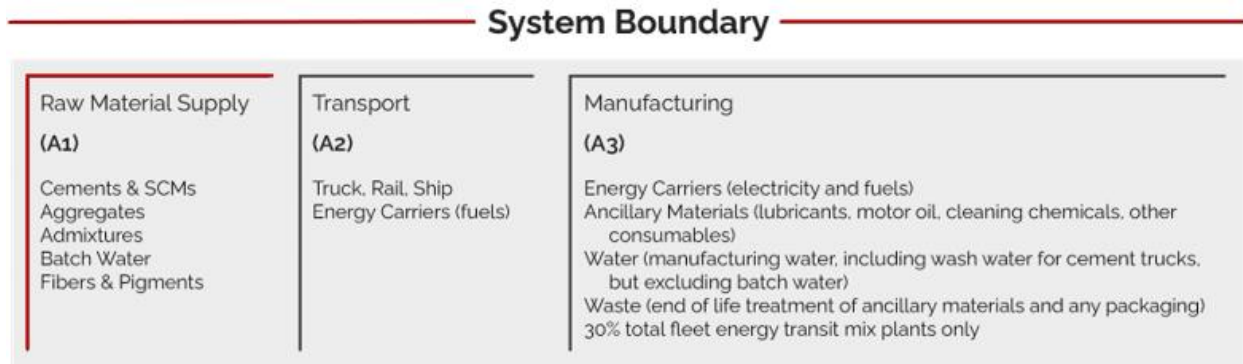 System Boundary
Raw Material Supply
(A1)
Cements & SCMs
Aggregates
Admixtures
Batch Water
Fibers & Pigments
Transport
(A2)
Truck, Rail, Ship
Energy Carriers (fuels)
Manufacturing
(A3)
Energy Carriers (electricity and fuels)
Ancillary Materials (lubricants, motor oil, cleaning chemicals, other
consumables)
Water (manufacturing water, including wash water for cement trucks,
but excluding batch water)
Waste (end of life treatment of ancillary materials and any packaging)
30% total fleet energy transit mix plants only